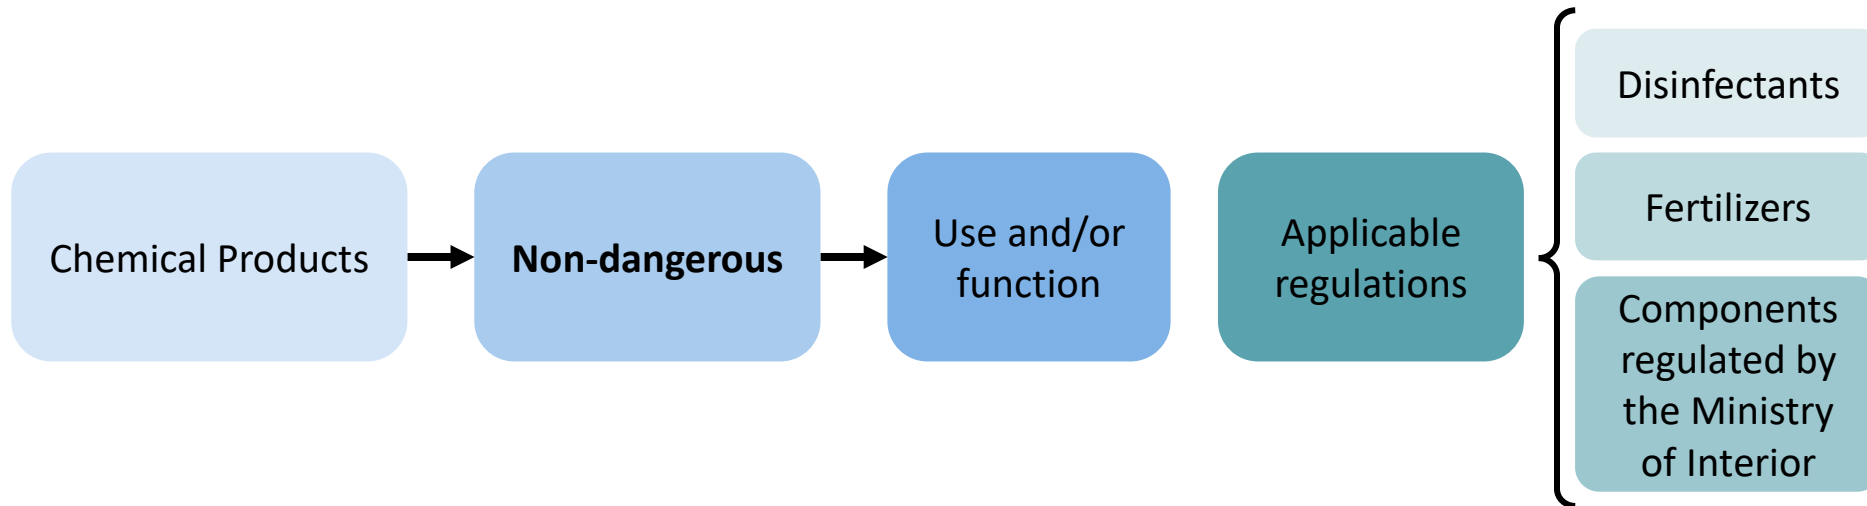 Chemical Products
Non-dangerous
Use and/or
function
Applicable
regulations
Disinfectants
Fertilizers
Components
regulated by
the Ministry
of Interior